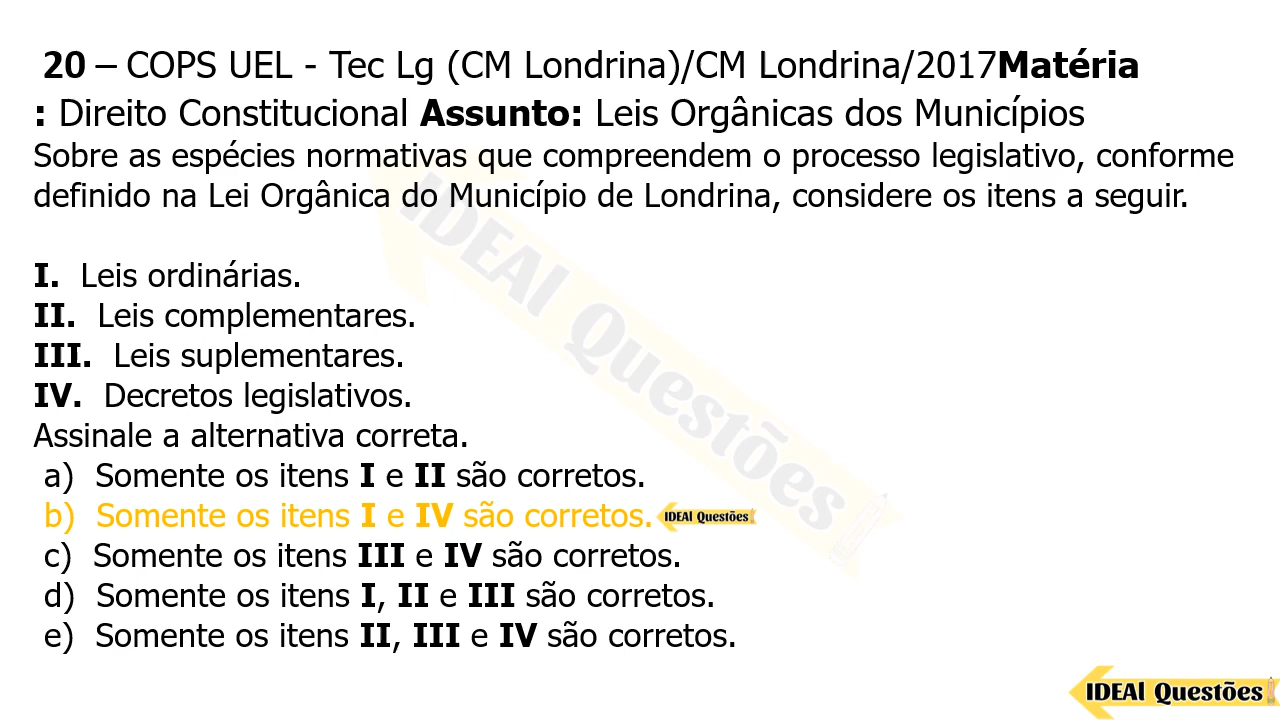 20 – COPS UEL - Tec Lg (CM Londrina)/CM Londrina/2017Matéria
: Direito Constitucional Assunto: Leis Orgânicas dos Municípios
Sobre as espécies normativas que compreendem o processo legislativo, conforme
definido na Lei Orgânica do Município de Londrina, considere os itens a seguir.
I. Leis ordinárias.
II. Leis complementares.
III. Leis suplementares.
IV. Decretos legislativos.
Assinale a alternativa correta.
a) Somente os itens I e II são corretos.
b) Somente os itens I e IV são corretos. IDEAl Questões
c) Somente os itens III e IV são corretos.
d) Somente os itens I, II e III são corretos.
e) Somente os itens II, III e IV são corretos.
IDEAl Questões
IDEAl Questões